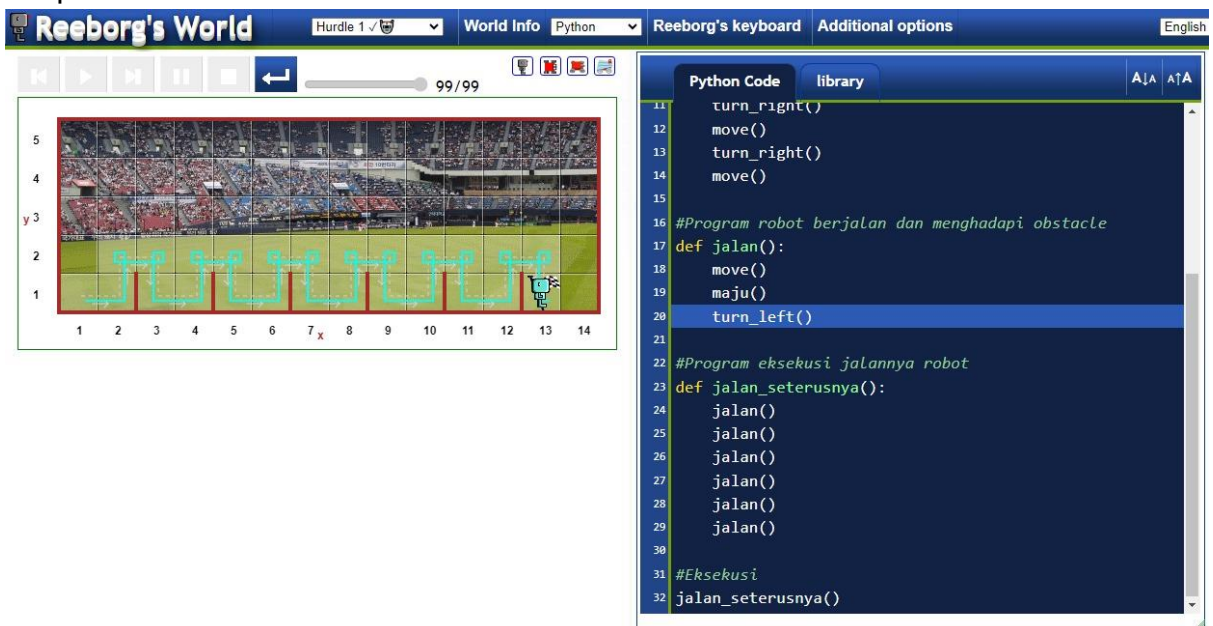 Reeborg's World
Hurdle 1
World Info
Python
Reeborg's keyboard
Additional options
English
99/99
5
4
y 3
2
1
1 2 3 4 5 6 7 x 8 9 10 11 12 13 14
Python Code
library
A↓A A↑A
11 turn_right()
12 move()
13 turn_right()
14 move()
15
16 #Program robot berjalan dan menghadapi obstacle
17 def jalan():
18 move()
19 maju()
20 turn_left()
21
22 #Program eksekusi jalannya robot
23 def jalan_seterusnya():
24 jalan()
25 jalan()
26 jalan()
27 jalan()
28 jalan()
29 jalan()
30
31 #Eksekusi
32 jalan_seterusnya()